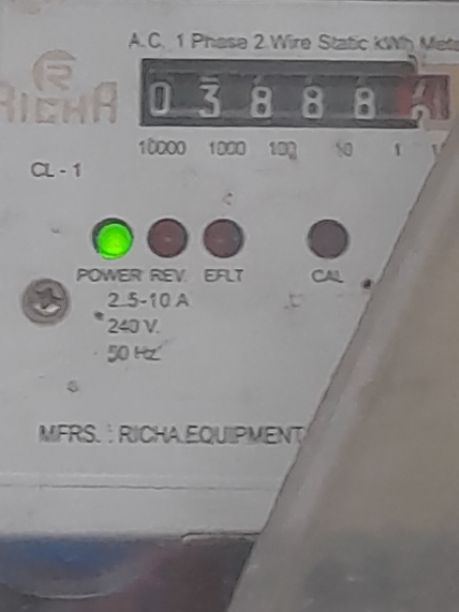 A.C. 1 Phase 2 Wire Static kWh
RICHA
0 3 8 8 8
10000 1000 100 10 1
CL - 1
POWER REV. EFLT CAL
2.5-10 A
240 V.
50 Hz
MFRS. : RICHA EQUIPMENT